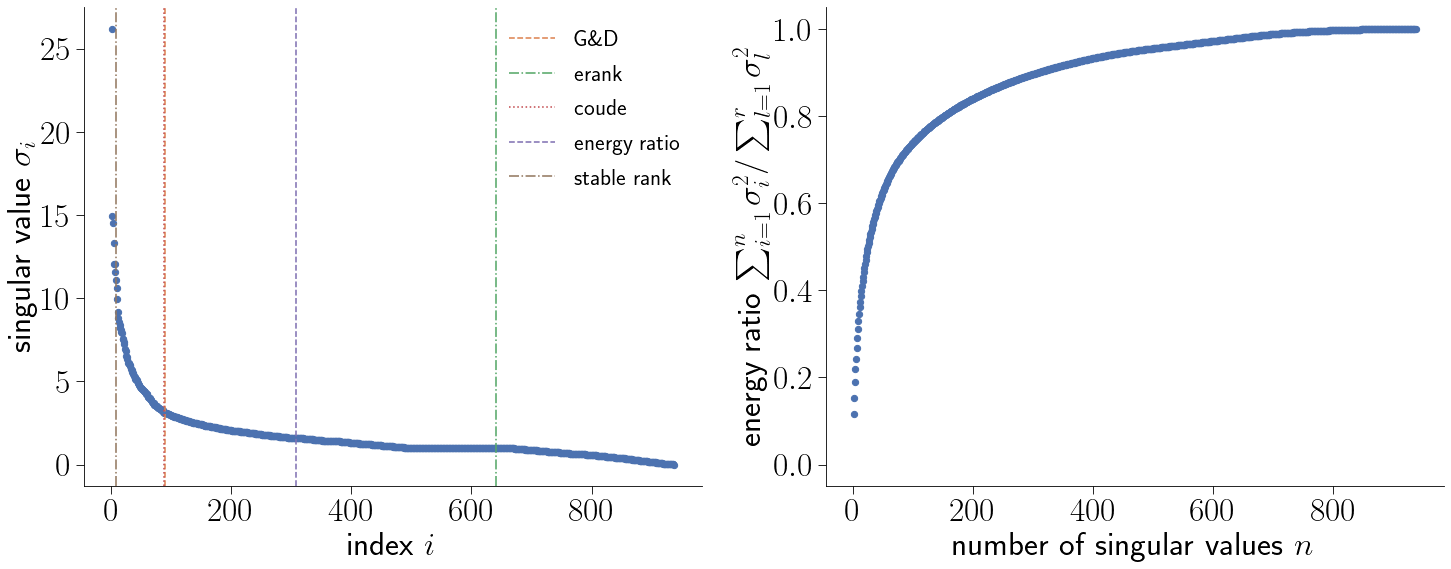 singular value σ_i
25
20
15
10
5
0
0 200 400 600 800
index i
G&D
erank
coude
energy ratio
stable rank
energy ratio ∑_{i=1}^{n} σ_i^2 / ∑_{l=1}^{r} σ_l^2
1.0
0.8
0.6
0.4
0.2
0.0
0 200 400 600 800
number of singular values n